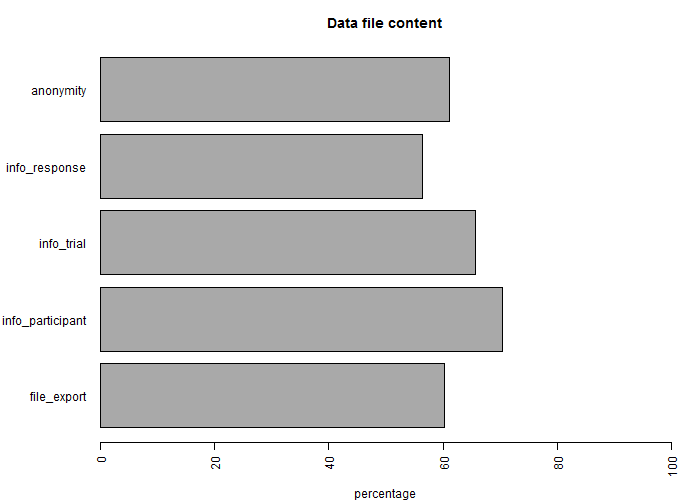 Data file content
anonymity
info_response
info_trial
info_participant
file_export
0 20 40 60 80 100
percentage